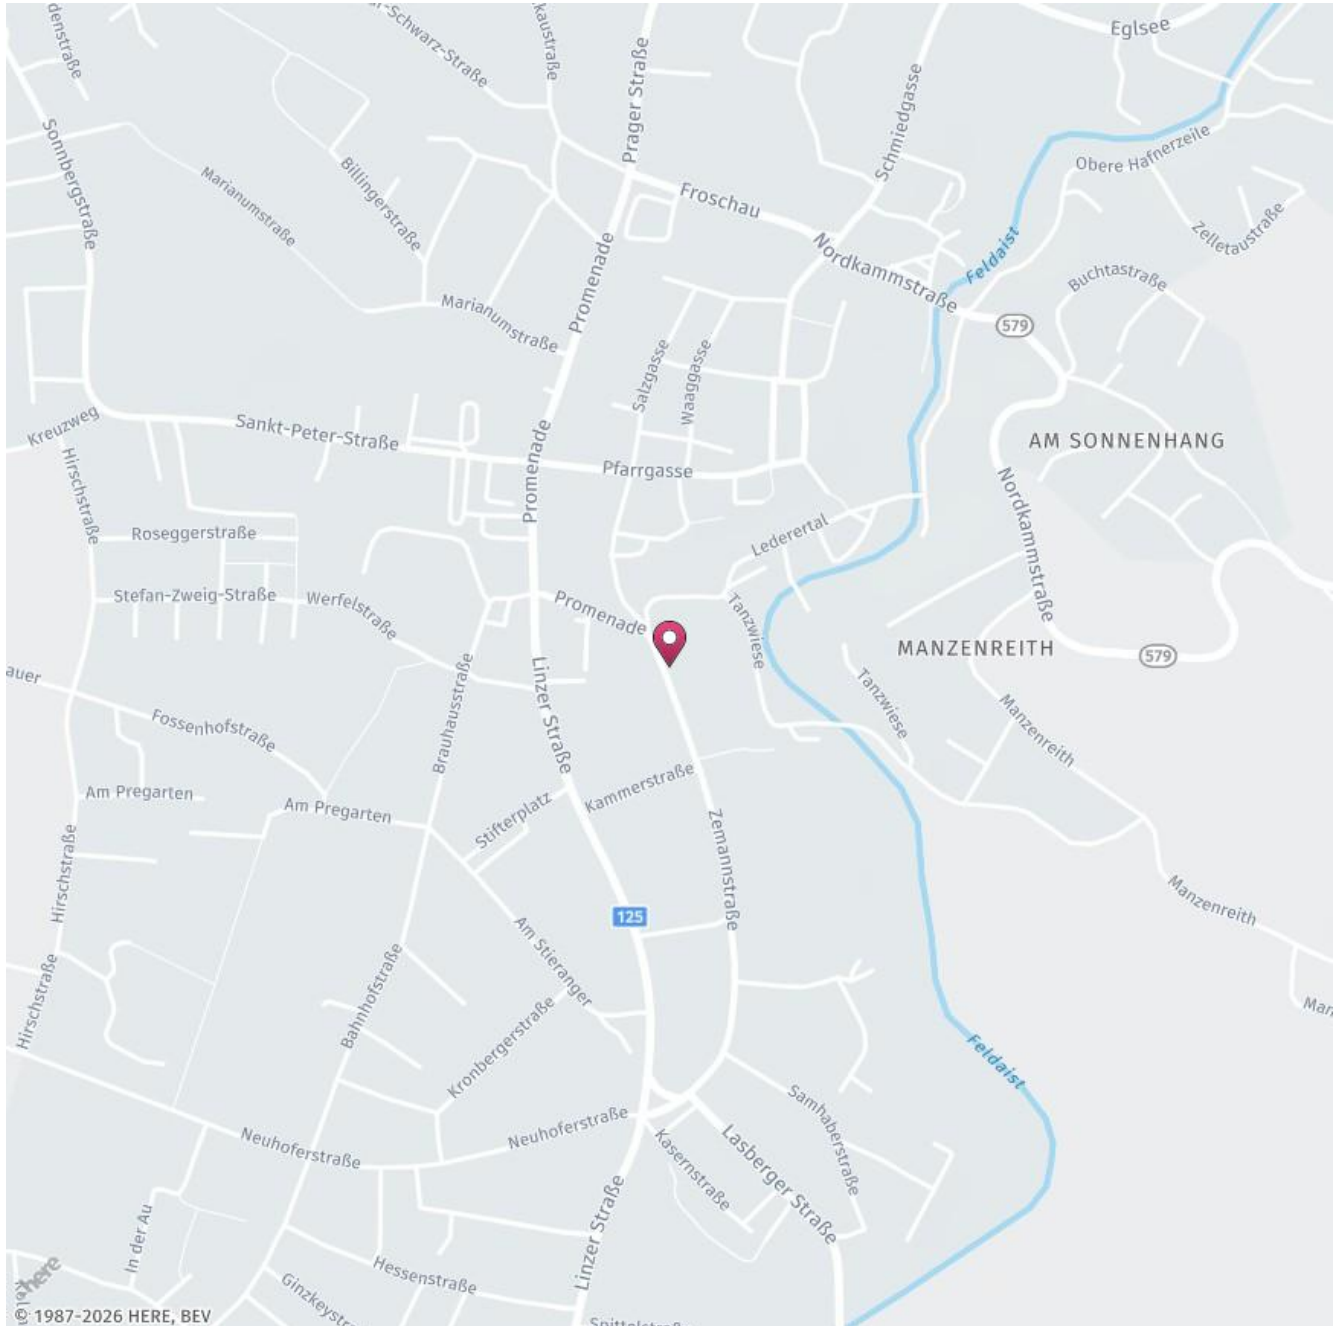 Eglsee
Prager Straße
Schmiedgasse
Obere Hafnerzeile
Sonnbergstraße
Billingerstraße
Marianumstraße
Froschau
Zelletaustraße
Nordkammstraße
Feldaist
Buchtastraße
Promenade
Marianumstraße
579
Salzgasse
Waaggasse
Kreuzweg
Sankt-Peter-Straße
AM SONNENHANG
Promenade
Pfarrgasse
Hirschstraße
Nordkammstraße
Roseggerstraße
Lederertal
Stefan-Zweig-Straße
Werfelstraße
Promenade
Tanzwiese
MANZENREITH
579
Linzer Straße
Brauhausstraße
Tanzwiese
Fossenhofstraße
Manzenreith
Am Pregarten
Am Pregarten
Stifterplatz
Kammerstraße
Zemannstraße
Hirschstraße
125
Manzenreith
Am Stieranger
Hirschstraße
Bahnhofstraße
Kronbergerstraße
Feldaist
Samhaberstraße
Neuhoferstraße
Neuhoferstraße
Kasernstraße
Lasberger Straße
In der Au
Linzer Straße
Hessenstraße
here
© 1987-2026 HERE, BEV